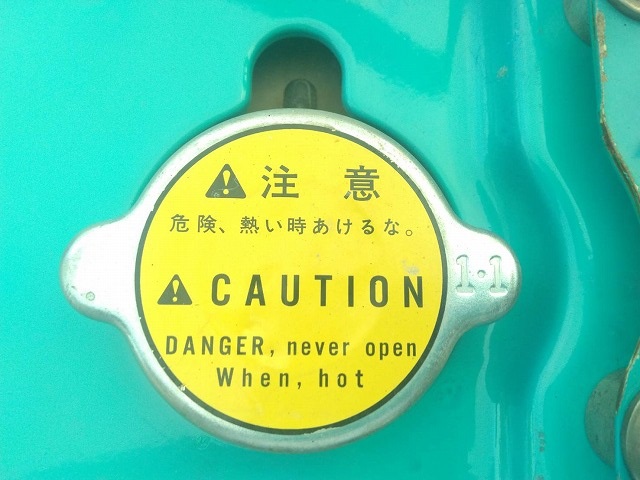 注意
危険、熱い時あけるな。
CAUTION
1·1
DANGER, never open
When, hot